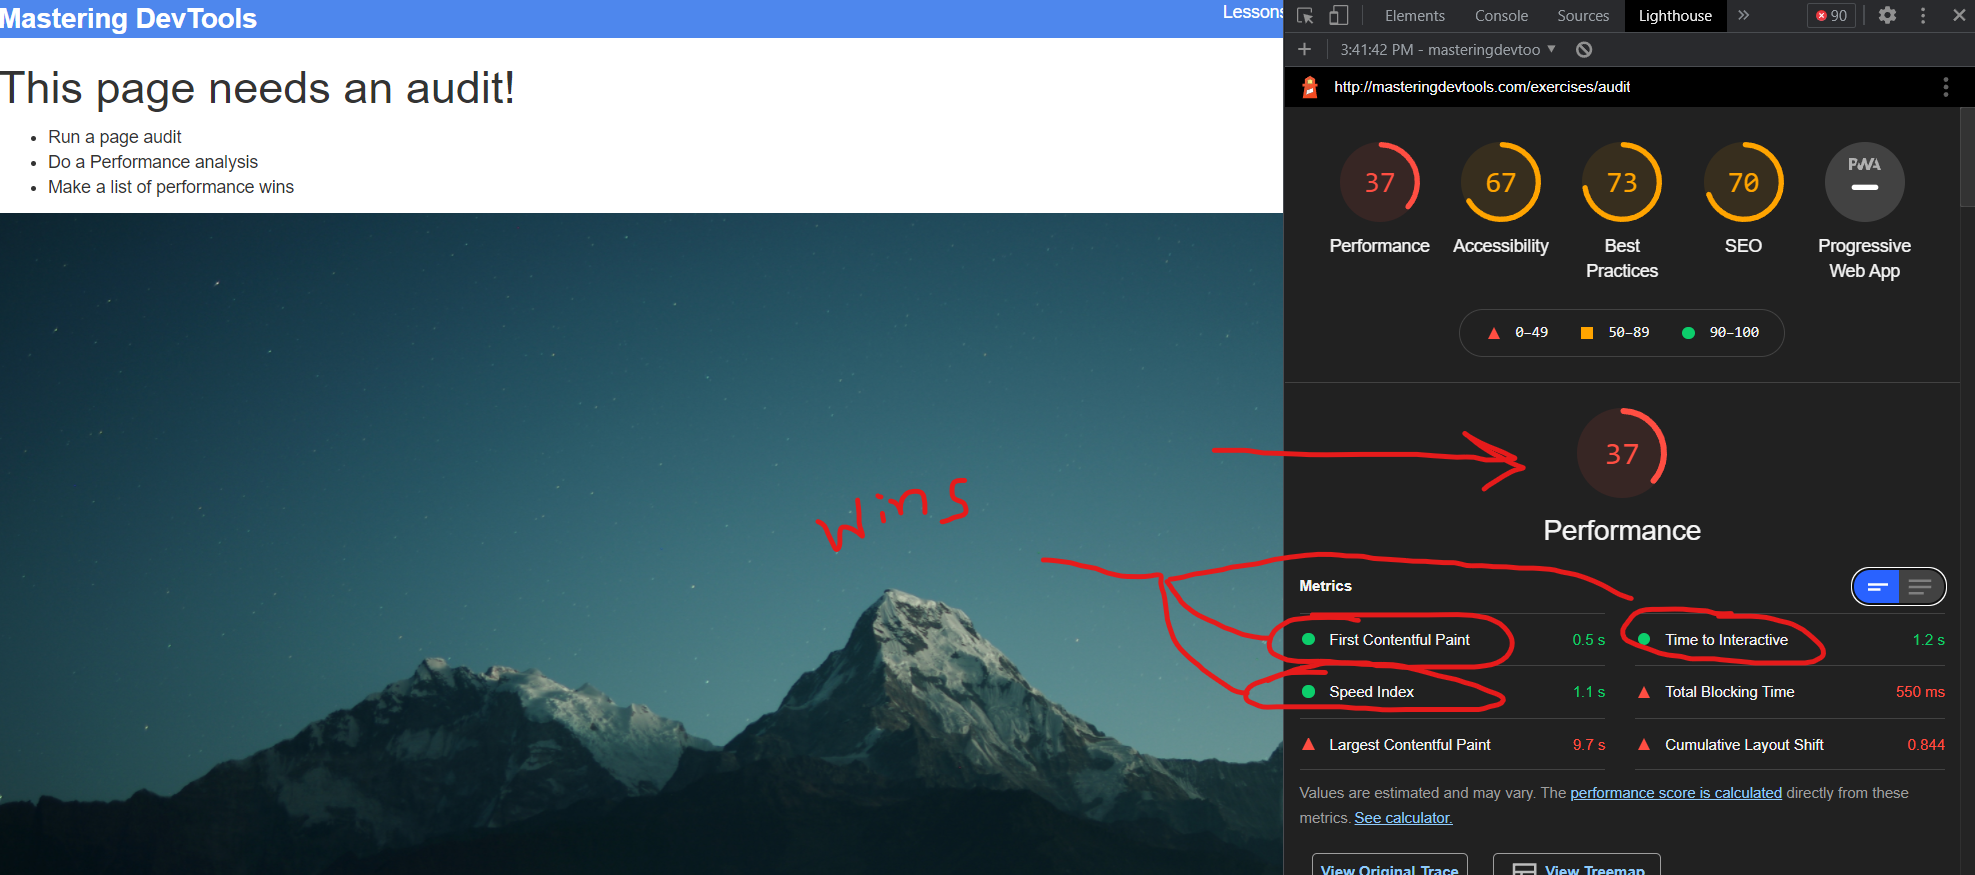 Mastering DevTools
Lessons
This page needs an audit!
Run a page audit
Do a Performance analysis
Make a list of performance wins
wins
Elements Console Sources Lighthouse 90
3:41:42 PM - masteringdevtoo
http://masteringdevtools.com/exercises/audit
37 67 73 70 PWA
Performance Accessibility Best Practices SEO Progressive Web App
0–49 50–89 90–100
37
Performance
Metrics
First Contentful Paint 0.5 s
Time to Interactive 1.2 s
Speed Index 1.1 s
Total Blocking Time 550 ms
Largest Contentful Paint 9.7 s
Cumulative Layout Shift 0.844
Values are estimated and may vary. The performance score is calculated directly from these
metrics. See calculator.
View Original Trace View Treemap